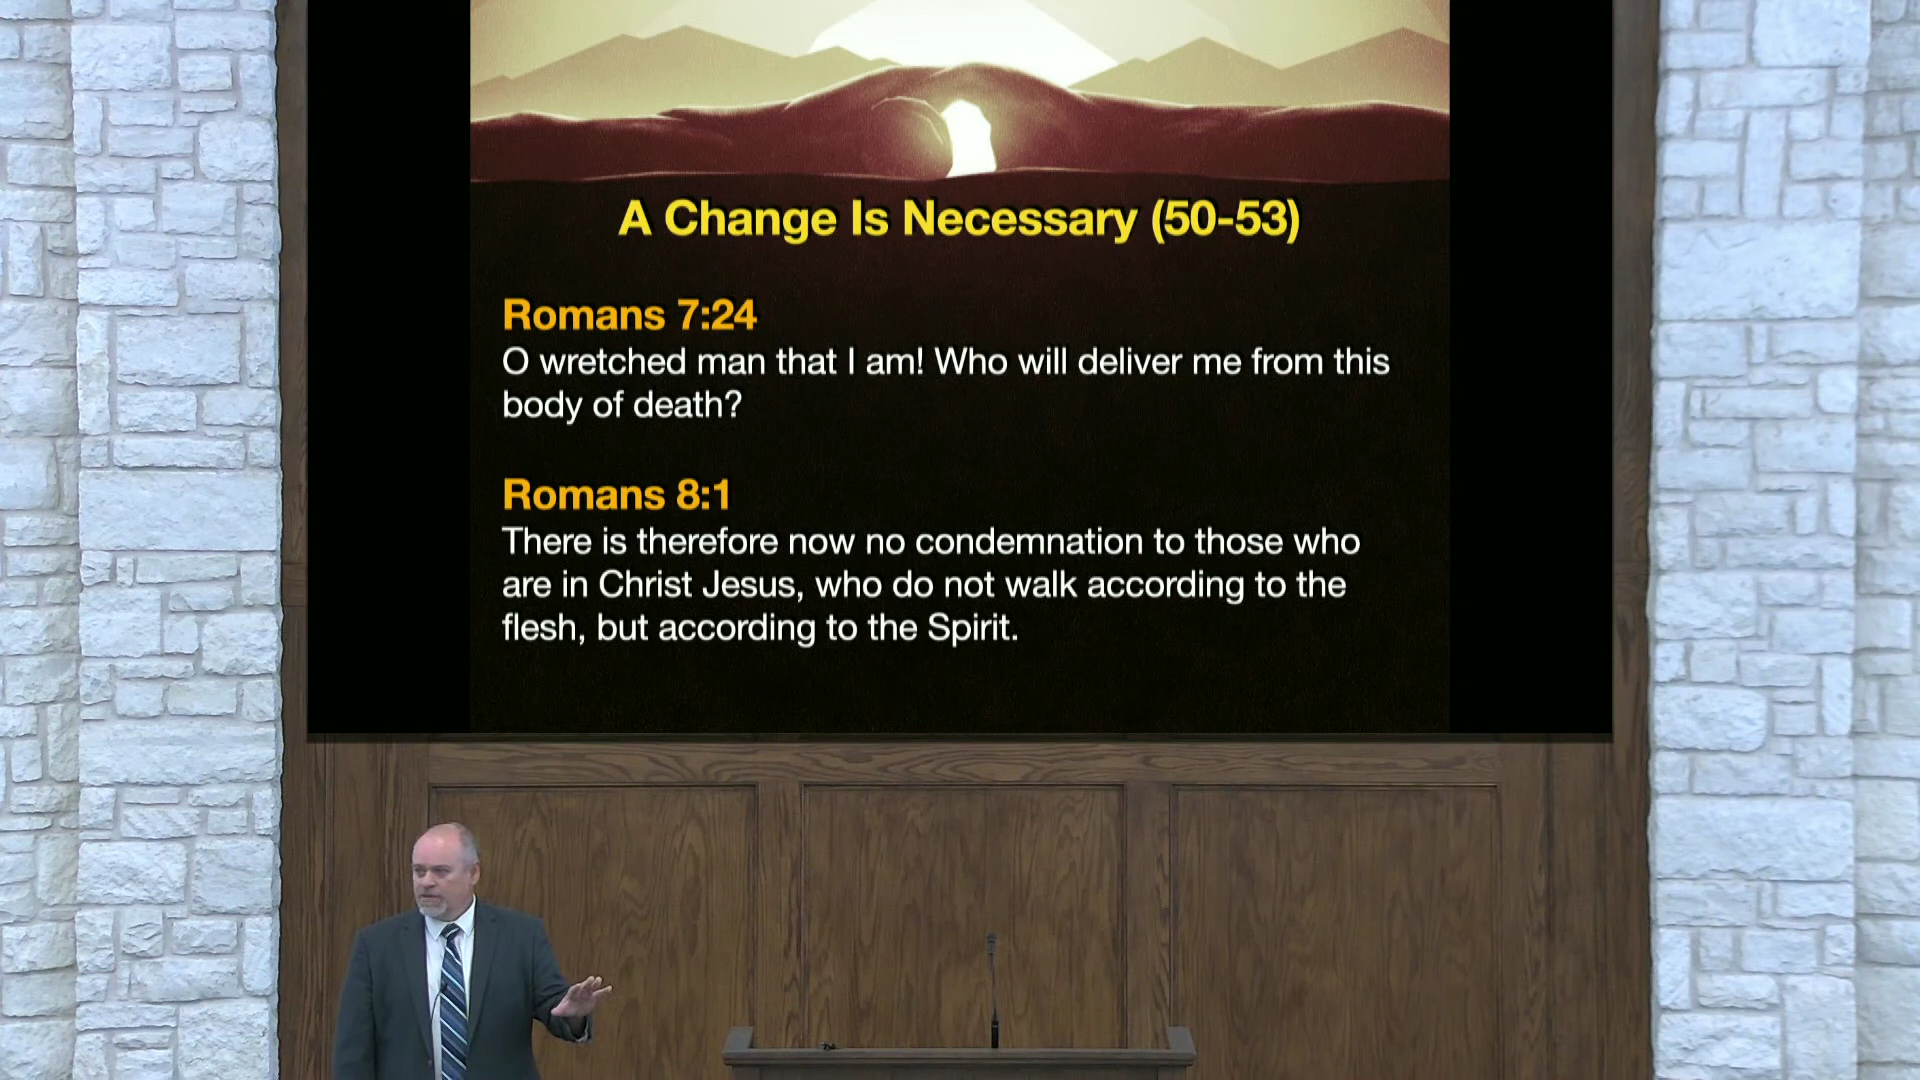 A Change Is Necessary (50-53)
Romans 7:24
O wretched man that I am! Who will deliver me from this
body of death?
Romans 8:1
There is therefore now no condemnation to those who
are in Christ Jesus, who do not walk according to the
flesh, but according to the Spirit.